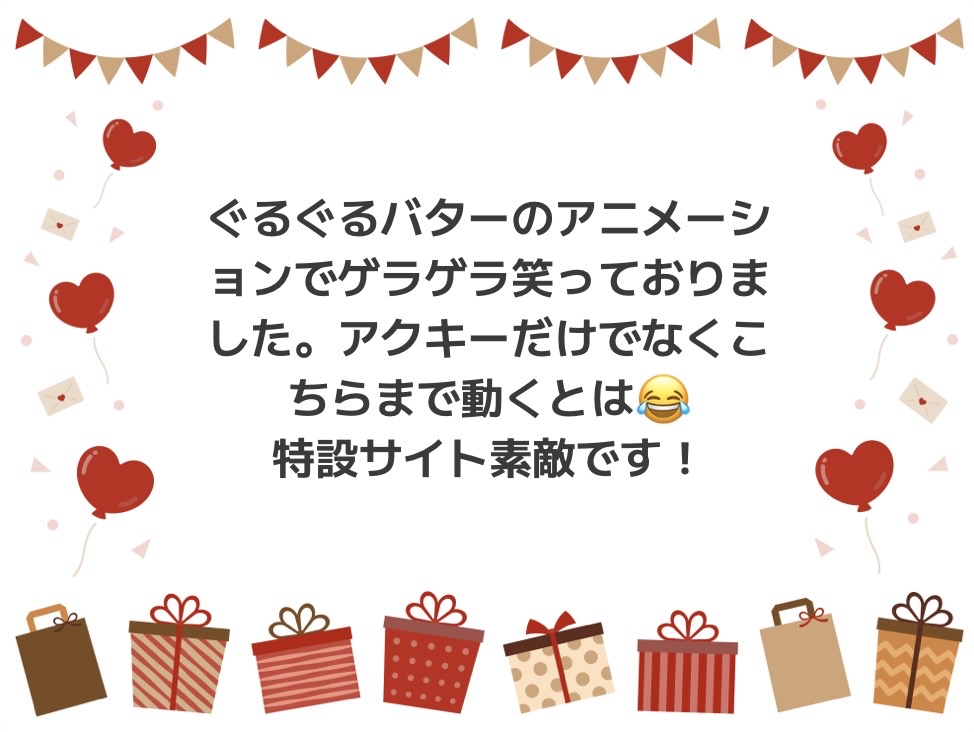 ぐるぐるバターのアニメーシ
ョンでゲラゲラ笑っておりま
した。アクキーだけでなくこ
ちらまで動くとは😂
特設サイト素敵です！